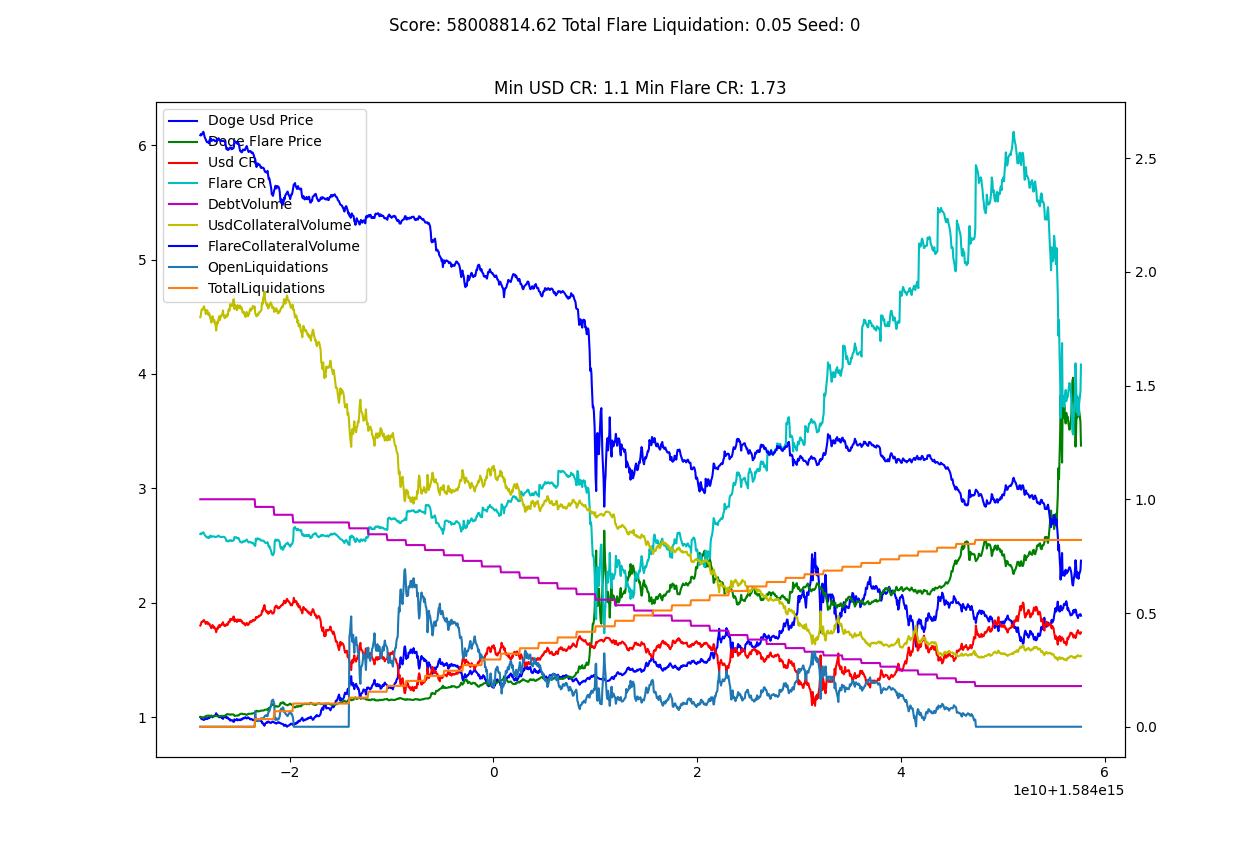 Score: 58008814.62 Total Flare Liquidation: 0.05 Seed: 0
Min USD CR: 1.1 Min Flare CR: 1.73
Doge Usd Price
Doge Flare Price
Usd CR
Flare CR
DebtVolume
UsdCollateralVolume
FlareCollateralVolume
OpenLiquidations
TotalLiquidations
6
5
4
3
2
1
2.5
2.0
1.5
1.0
0.5
0.0
−2 0 2 4 6
1e10+1.584e15